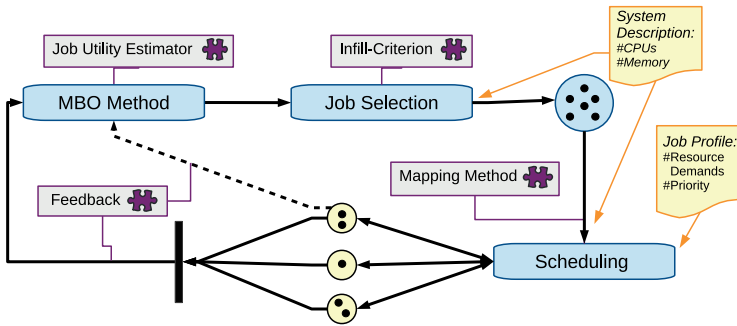 Job Utility Estimator
Infill-Criterion
System
Description:
#CPUs
#Memory
MBO Method
Job Selection
Job Profile:
#Resource
Demands
#Priority
Mapping Method
Feedback
Scheduling